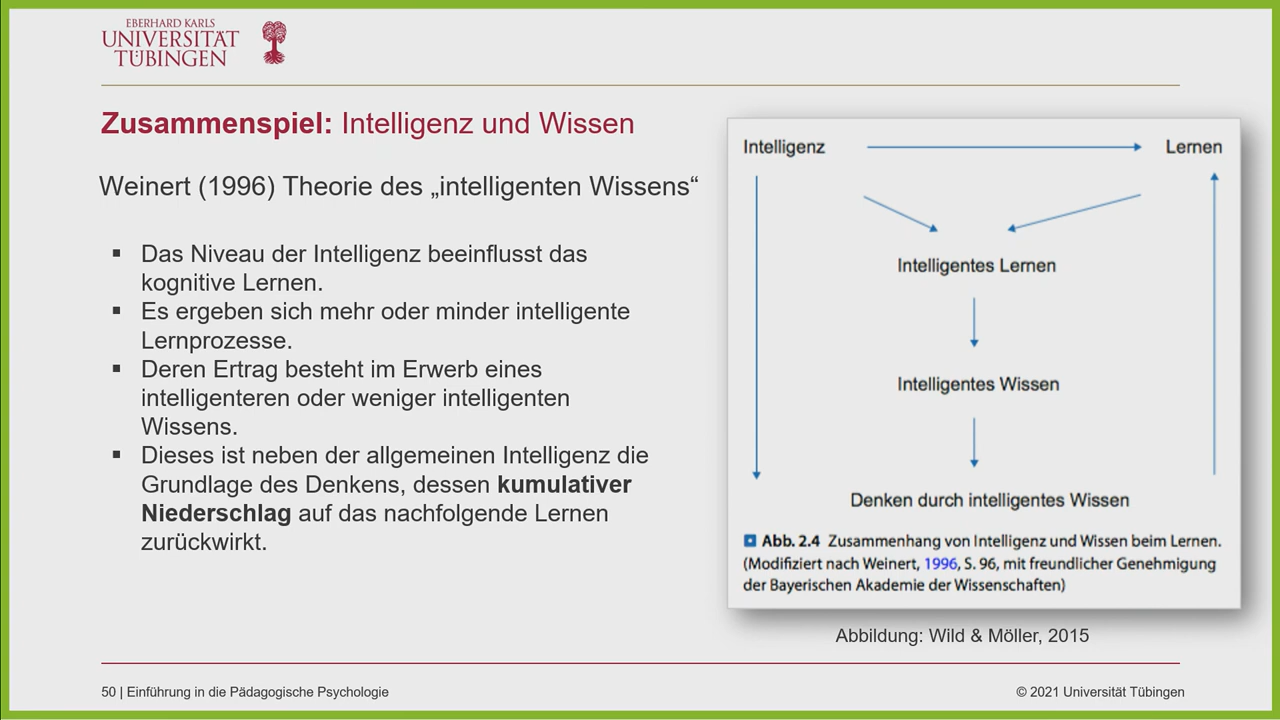 EBERHARD KARLS
UNIVERSITÄT
TÜBINGEN
Zusammenspiel: Intelligenz und Wissen
Weinert (1996) Theorie des „intelligenten Wissens“
▪ Das Niveau der Intelligenz beeinflusst das
kognitive Lernen.
▪ Es ergeben sich mehr oder minder intelligente
Lernprozesse.
▪ Deren Ertrag besteht im Erwerb eines
intelligenteren oder weniger intelligenten
Wissens.
▪ Dieses ist neben der allgemeinen Intelligenz die
Grundlage des Denkens, dessen kumulativer
Niederschlag auf das nachfolgende Lernen
zurückwirkt.
Intelligenz
Lernen
Intelligentes Lernen
Intelligentes Wissen
Denken durch intelligentes Wissen
Abb. 2.4 Zusammenhang von Intelligenz und Wissen beim Lernen.
(Modifiziert nach Weinert, 1996, S. 96, mit freundlicher Genehmigung
der Bayerischen Akademie der Wissenschaften)
Abbildung: Wild & Möller, 2015
50 | Einführung in die Pädagogische Psychologie
© 2021 Universität Tübingen